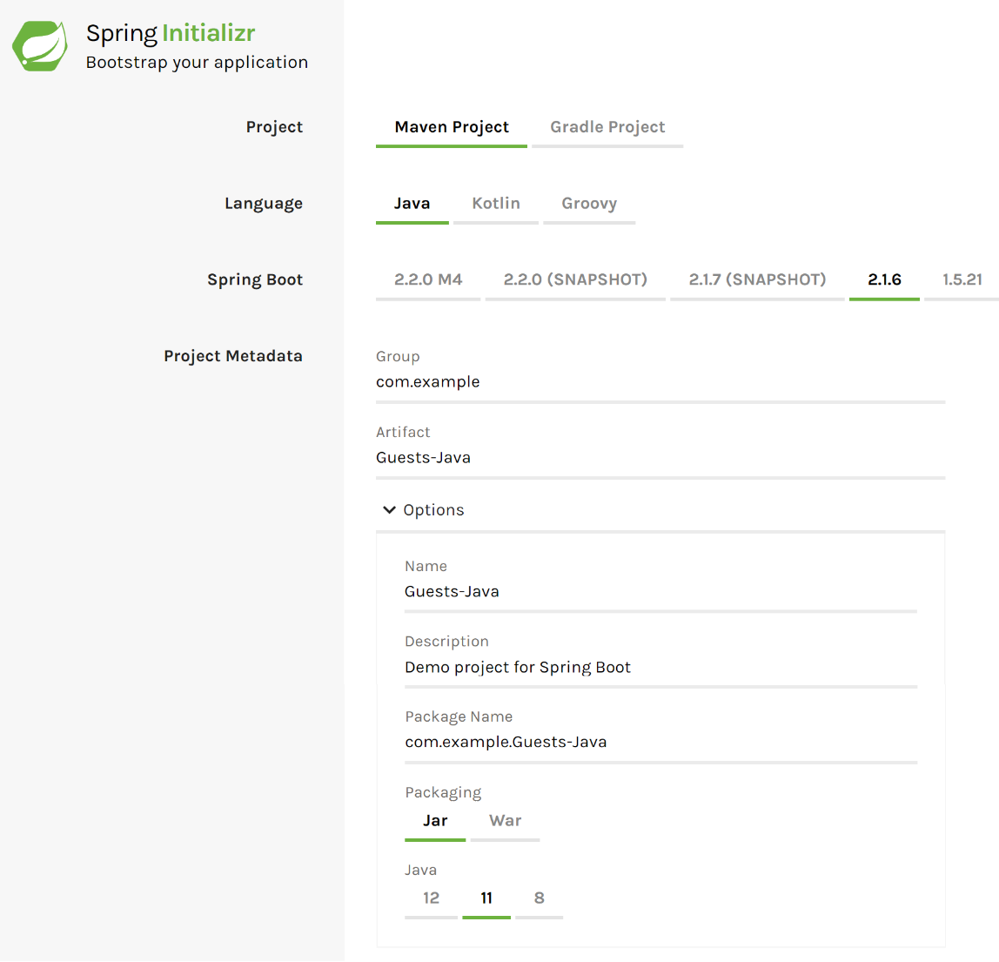 Spring Initializr
Bootstrap your application
Project
Maven Project Gradle Project
Language
Java Kotlin Groovy
Spring Boot
2.2.0 M4 2.2.0 (SNAPSHOT) 2.1.7 (SNAPSHOT) 2.1.6 1.5.21
Project Metadata
Group
com.example
Artifact
Guests-Java
Options
Name
Guests-Java
Description
Demo project for Spring Boot
Package Name
com.example.Guests-Java
Packaging
Jar War
Java
12 11 8